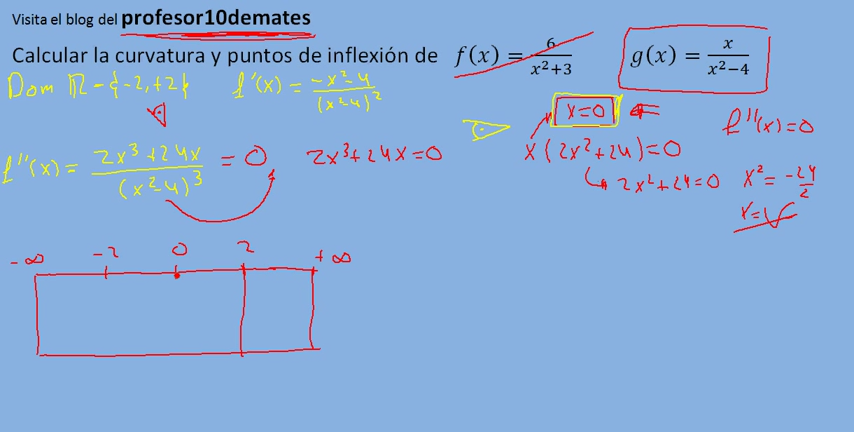 Visita el blog del profesor10demates
Calcular la curvatura y puntos de inflexión de f(x) = 6/(x²+3) g(x) = x/(x²−4)
Dom ℝ - {-2, +2} f'(x) = (-x²-4)/(x²-4)²
x=0 f''(x)=0
f''(x) = (2x³+24x)/(x²-4)³ = 0 2x³+24x=0 x(2x²+24)=0
2x²+24=0 x² = -24/2
x=√
-∞ -2 0 2 +∞